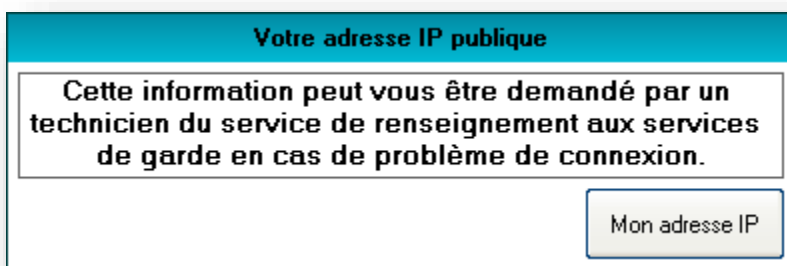 Votre adresse IP publique
Cette information peut vous être demandé par un
technicien du service de renseignement aux services
de garde en cas de problème de connexion.
Mon adresse IP